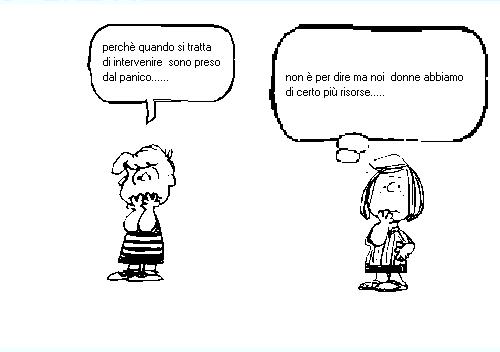 perchè quando si tratta
di intervenire sono preso
dal panico......
non è per dire ma noi donne abbiamo
di certo più risorse.....